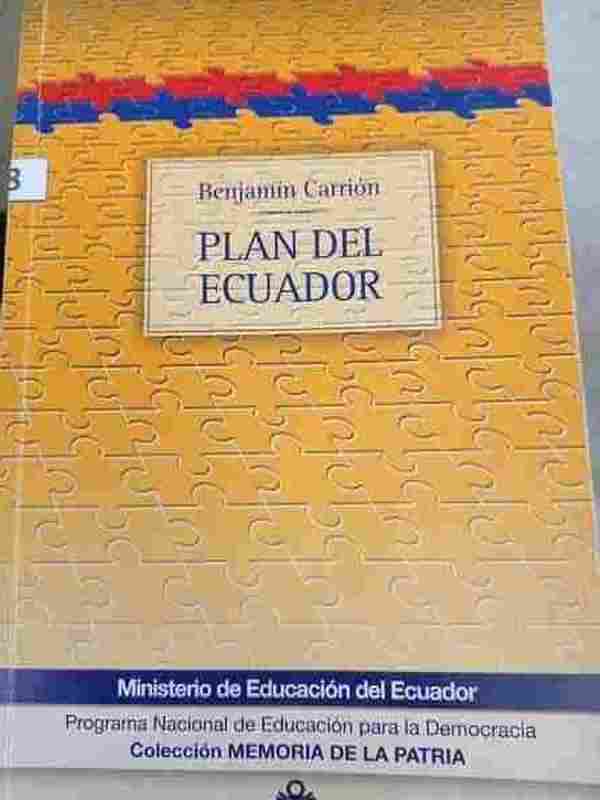 8
Benjamín Carrión
PLAN DEL
ECUADOR
Ministerio de Educación del Ecuador
Programa Nacional de Educación para la Democracia
Colección MEMORIA DE LA PATRIA